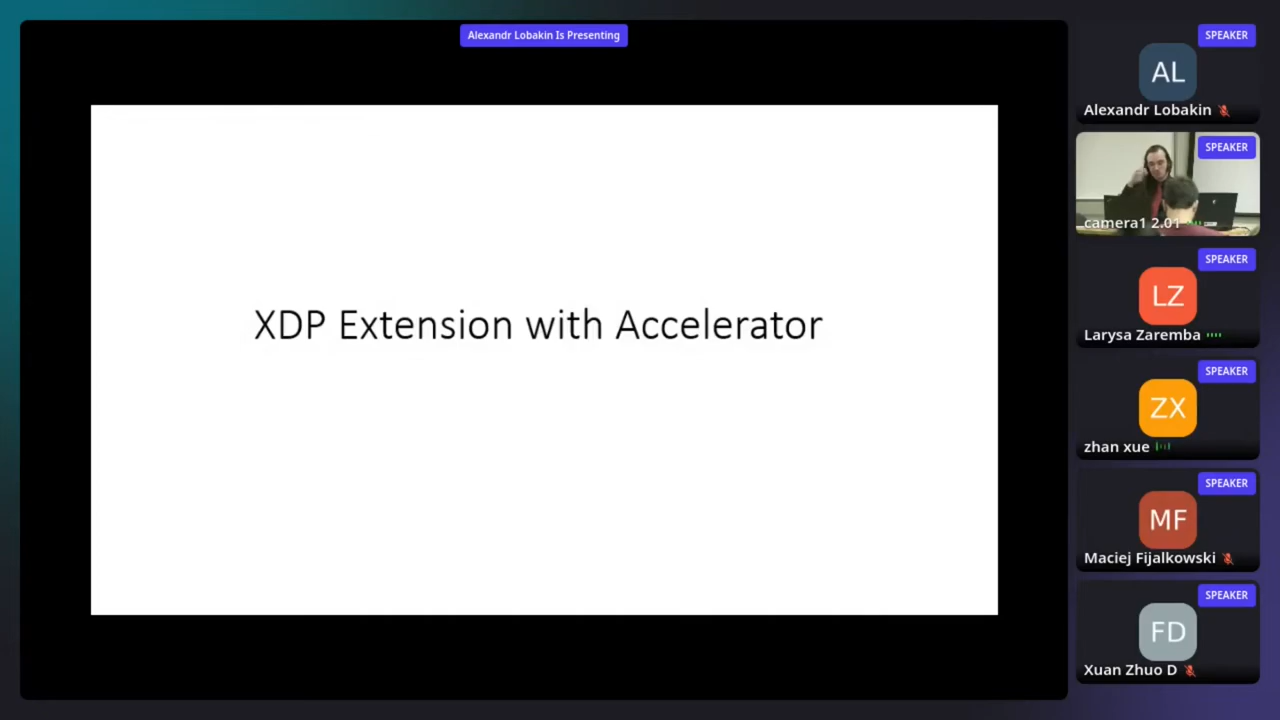 Alexandr Lobakin Is Presenting
XDP Extension with Accelerator
SPEAKER
AL
Alexandr Lobakin
SPEAKER
camera1 2.01
SPEAKER
LZ
Larysa Zaremba
SPEAKER
ZX
zhan xue
SPEAKER
MF
Maciej Fijalkowski
SPEAKER
FD
Xuan Zhuo D